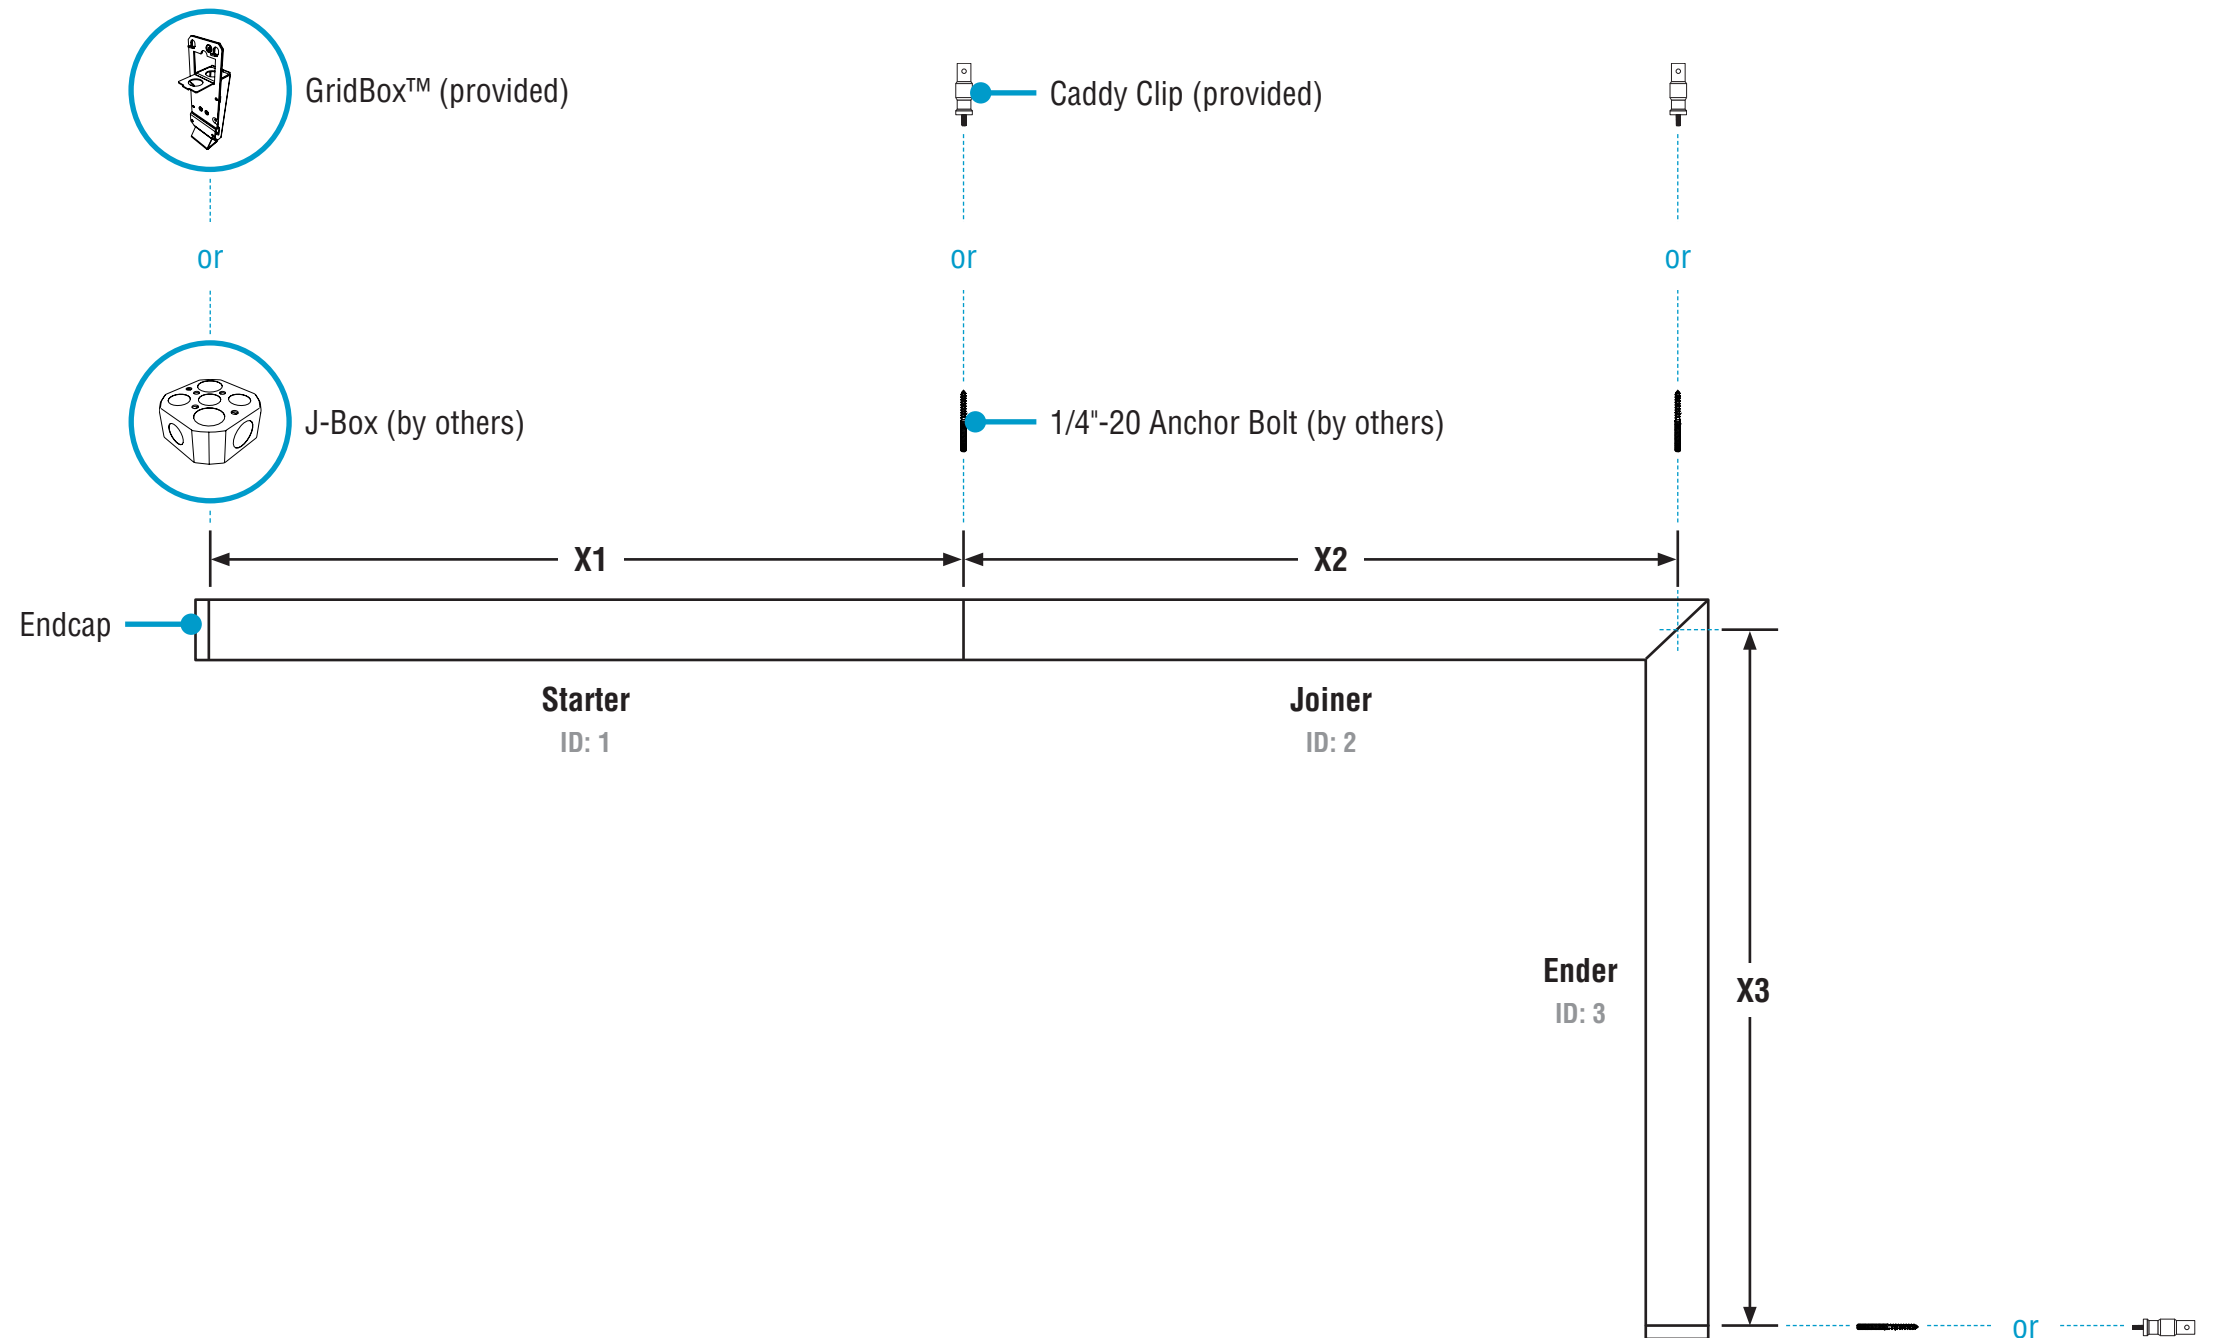 GridBox™ (provided)
Caddy Clip (provided)
or
or
or
J-Box (by others)
1/4"-20 Anchor Bolt (by others)
X1
X2
Endcap
Starter
ID: 1
Joiner
ID: 2
Ender
ID: 3
X3
or